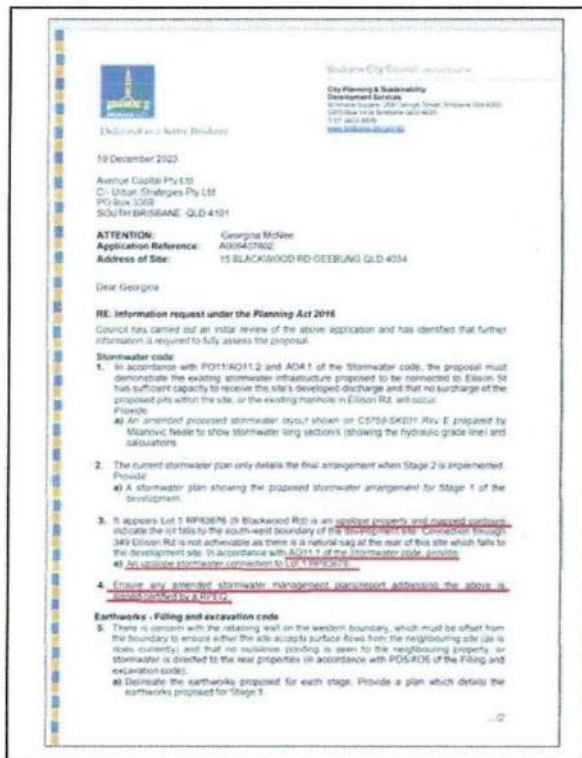 Brisbane City Council
City Planning & Sustainability
Development Services
Dedicated to a better Brisbane
19 December 2023
Avenue Capital Pty Ltd
C/- Urban Strategies Pty Ltd
PO Box 3368
SOUTH BRISBANE QLD 4101
ATTENTION: Georgina McNee
Application Reference: A006457602
Address of Site: 15 BLACKWOOD RD GEEBUNG QLD 4034
Dear Georgina
RE: Information request under the Planning Act 2016
Council has carried out an initial review of the above application and has identified that further
information is required to fully assess the proposal.
Stormwater code
1. In accordance with PO11/AO11.2 and AO4.1 of the Stormwater code, the proposal must
demonstrate the existing stormwater infrastructure proposed to be connected to Ellison St
has sufficient capacity to receive the site's developed discharge and that no surcharge of the
proposed pits within the site, or the existing manhole in Ellison Rd, will occur.
Provide
a) An amended proposed stormwater layout shown on C5759-SK031 Rev E prepared by
Milanovic Neale to show stormwater long sections (showing the hydraulic grade line) and
calculations.
2. The current stormwater plan only details the final arrangement when Stage 2 is implemented.
Provide
a) A stormwater plan showing the proposed stormwater arrangement for Stage 1 of the
development.
3. It appears Lot 1 (9 Blackwood Rd) is an upslope property and mapped contours
indicate the lot falls to the south-west boundary of the development site. Connection through
349 Ellison Rd is not achievable as there is a natural sag at the rear of this site which falls to
the development site. In accordance with AO11.1 of the Stormwater code, provide
a) An upslope stormwater connection to Lot 1
4. Ensure any amended stormwater management plans/report addressing the above is
signed/certified by a RPEQ.
Earthworks - Filling and excavation code
5. There is concern with the retaining wall on the western boundary, which must be offset from
the boundary to ensure either the site accepts surface flows from the neighbouring site (as is
does currently) and that no nuisance ponding is seen to the neighbouring property, or
stormwater is directed to the rear properties (in accordance with PO5/AO5 of the Filling and
excavation code).
a) Delineate the earthworks proposed for each stage. Provide a plan which details the
earthworks proposed for Stage 1.
.../2